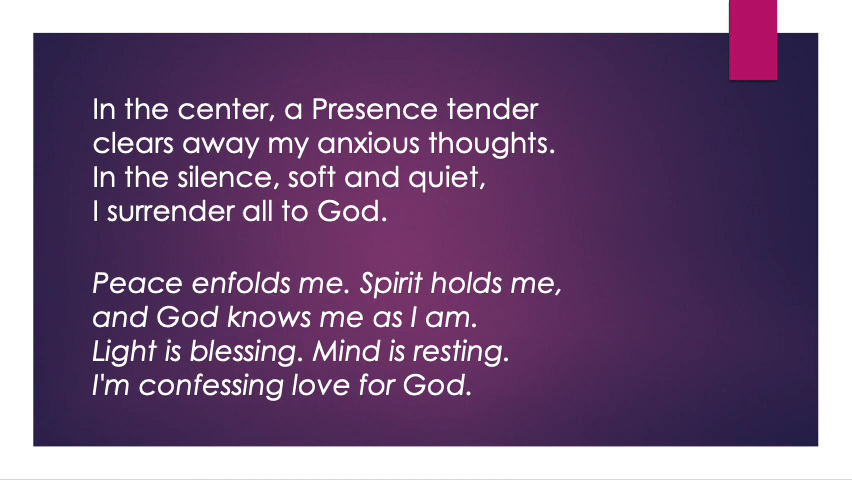 In the center, a Presence tender
clears away my anxious thoughts.
In the silence, soft and quiet,
I surrender all to God.
Peace enfolds me. Spirit holds me,
and God knows me as I am.
Light is blessing. Mind is resting.
I'm confessing love for God.